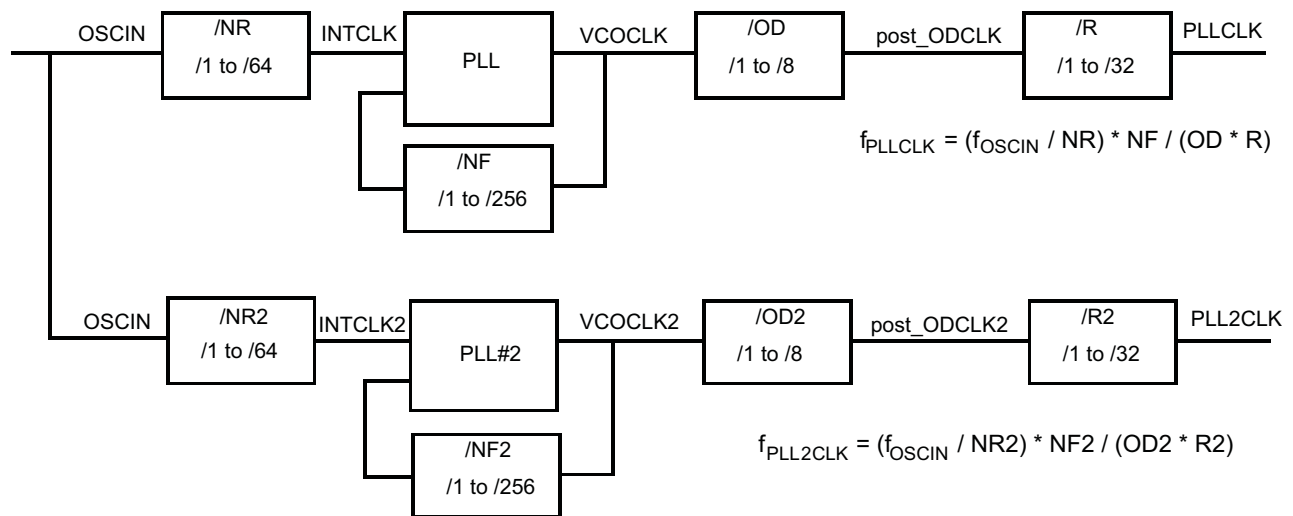 OSCIN
/NR
/1 to /64
INTCLK
PLL
/NF
/1 to /256
VCOCLK
/OD
/1 to /8
post_ODCLK
/R
/1 to /32
PLLCLK
fPLLCLK = (fOSCIN / NR) * NF / (OD * R)
OSCIN
/NR2
/1 to /64
INTCLK2
PLL#2
/NF2
/1 to /256
VCOCLK2
/OD2
/1 to /8
post_ODCLK2
/R2
/1 to /32
PLL2CLK
fPLL2CLK = (fOSCIN / NR2) * NF2 / (OD2 * R2)